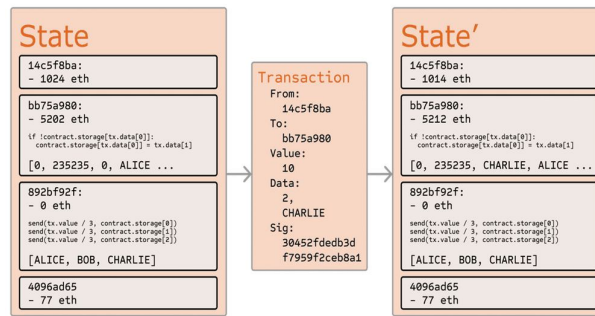 State
14c5f8ba:
- 1024 eth
bb75a980:
- 5202 eth
if !contract.storage[tx.data[0]]:
contract.storage[tx.data[0]] = tx.data[1]
[0, 235235, 0, ALICE ...
892bf92f:
- 0 eth
send(tx.value / 3, contract.storage[0])
send(tx.value / 3, contract.storage[1])
send(tx.value / 3, contract.storage[2])
[ALICE, BOB, CHARLIE]
4096ad65
- 77 eth
Transaction
From:
14c5f8ba
To:
bb75a980
Value:
10
Data:
2,
CHARLIE
Sig:
30452fdedb3d
f7959f2ceb8a1
State’
14c5f8ba:
- 1014 eth
bb75a980:
- 5212 eth
if !contract.storage[tx.data[0]]:
contract.storage[tx.data[0]] = tx.data[1]
[0, 235235, CHARLIE, ALICE ...
892bf92f:
- 0 eth
send(tx.value / 3, contract.storage[0])
send(tx.value / 3, contract.storage[1])
send(tx.value / 3, contract.storage[2])
[ALICE, BOB, CHARLIE]
4096ad65
- 77 eth